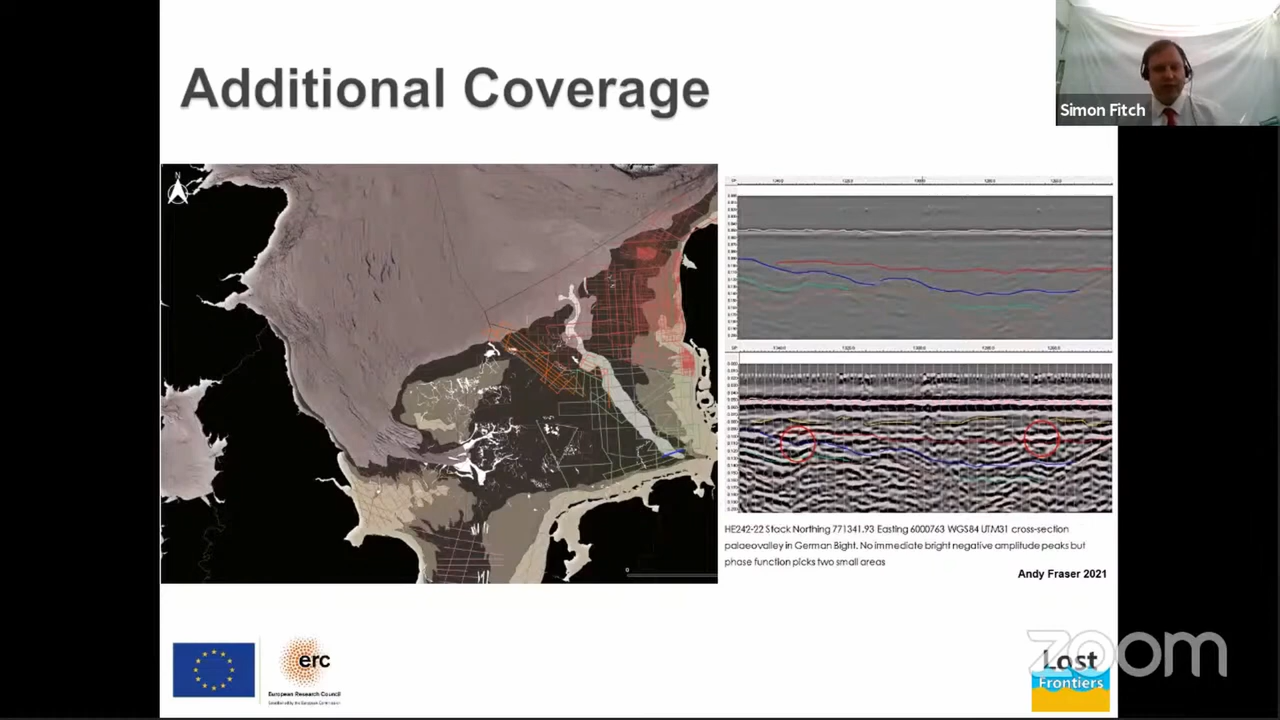 Additional Coverage
Simon Fitch
N
0
HE242-22 Stack Northing 771341.93 Easting 6000763 WGS84 UTM31 cross-section
palaeovalley in German Bight. No immediate bright negative amplitude peaks but
phase function picks two small areas
Andy Fraser 2021
erc
European Research Council
zoom
Lost
Frontiers